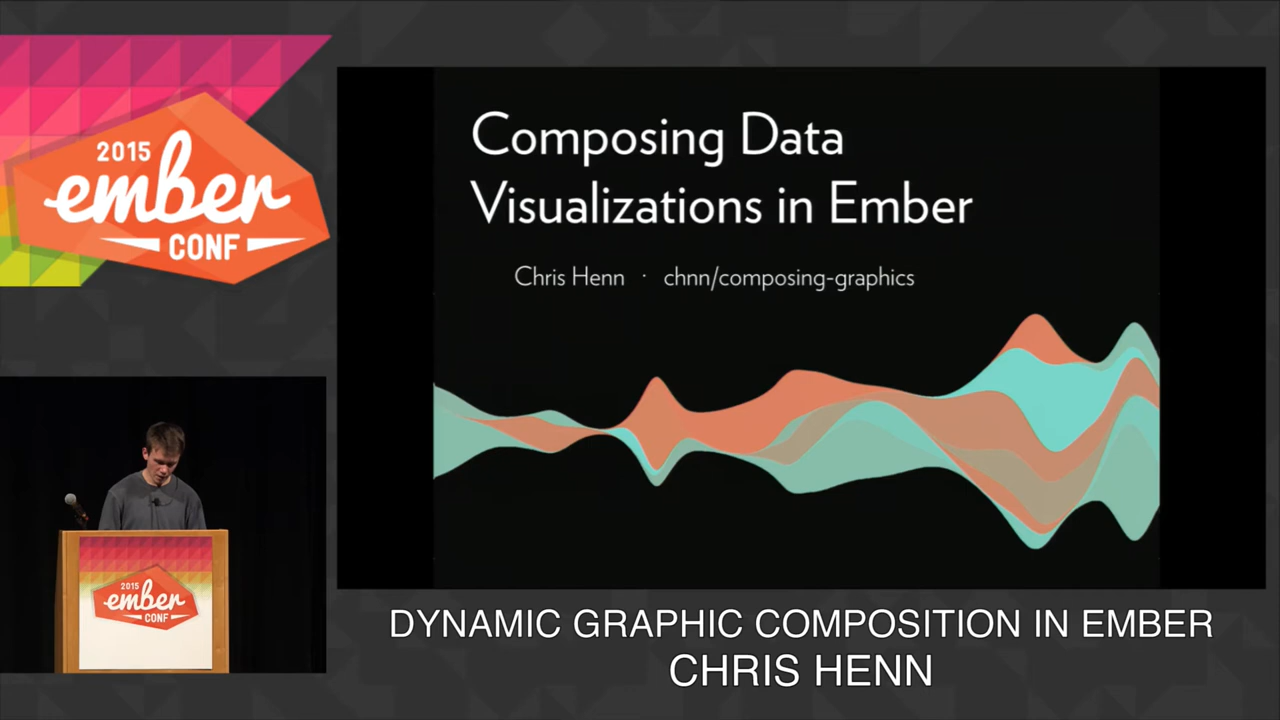 2015
ember
CONF
Composing Data
Visualizations in Ember
Chris Henn · chnn/composing-graphics
2015
ember
CONF
DYNAMIC GRAPHIC COMPOSITION IN EMBER
CHRIS HENN